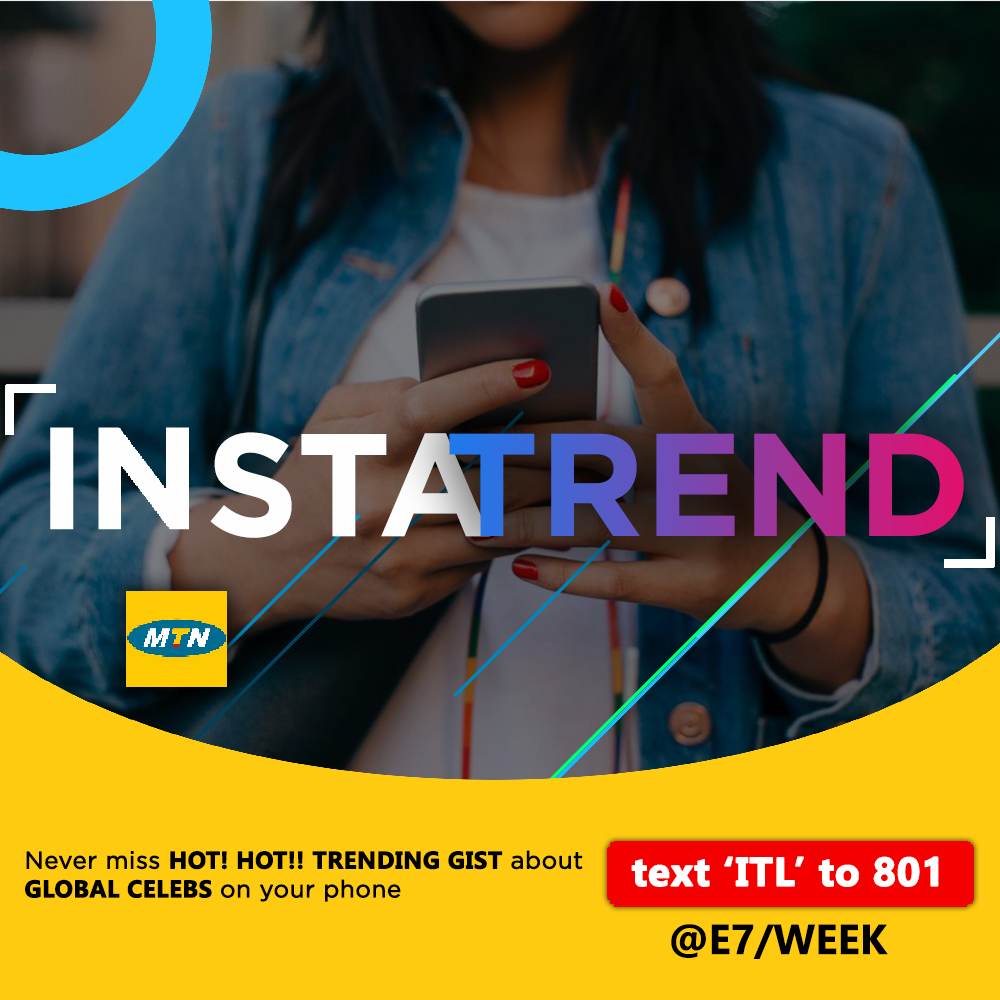 INSTATREND
MTN
Never miss HOT! HOT!! TRENDING GIST about
GLOBAL CELEBS on your phone
text ‘ITL’ to 801
@E7/WEEK